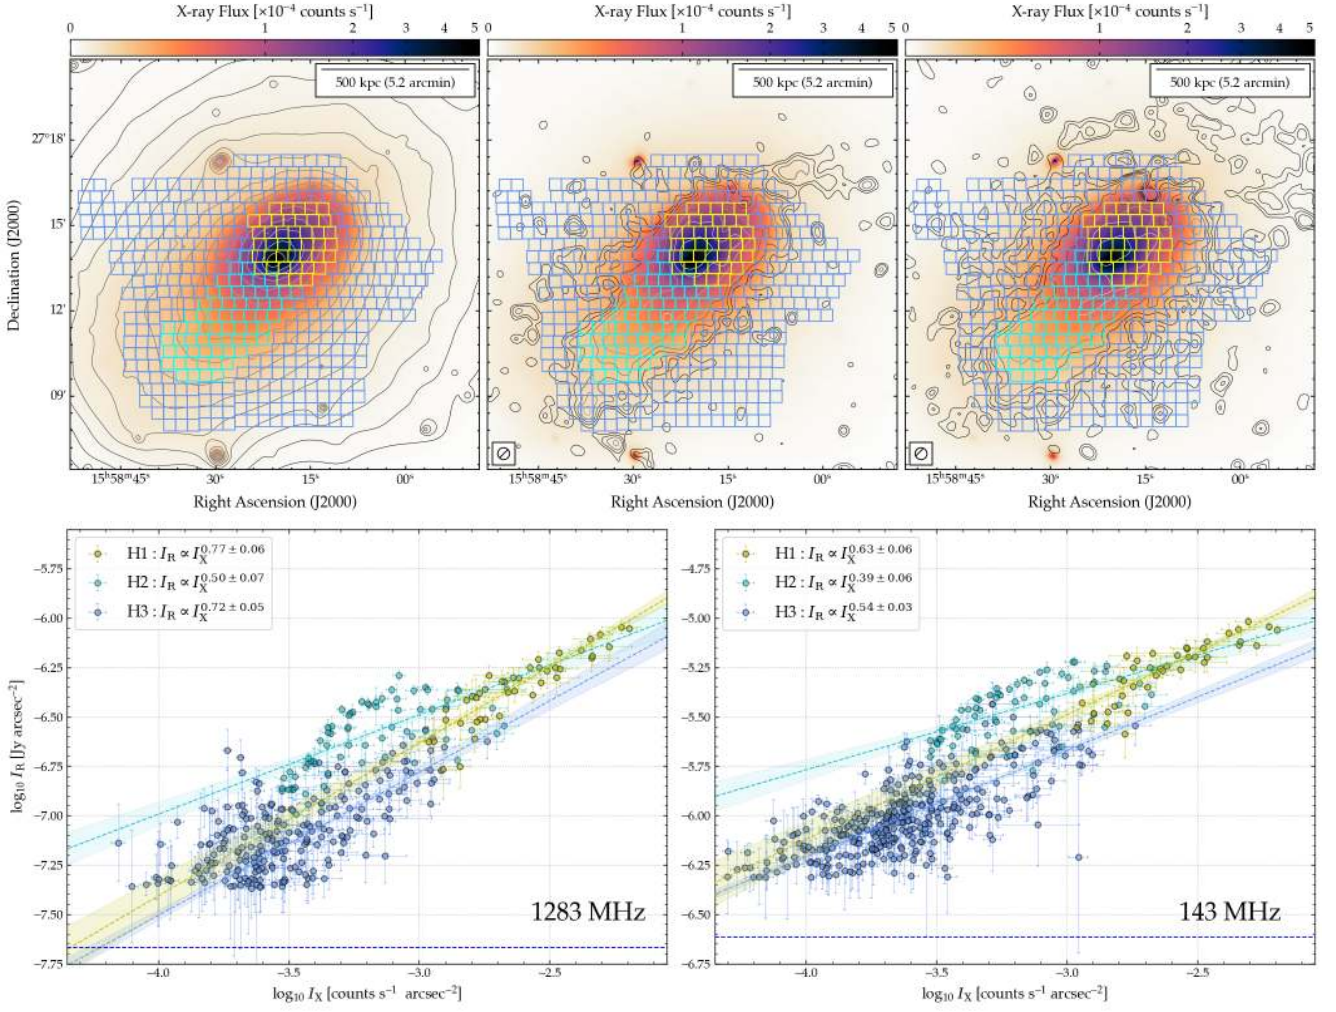 X-ray Flux [×10⁻⁴ counts s⁻¹] X-ray Flux [×10⁻⁴ counts s⁻¹] X-ray Flux [×10⁻⁴ counts s⁻¹]
0 1 2 3 4 5 0 1 2 3 4 5 0 1 2 3 4 5
500 kpc (5.2 arcmin) 500 kpc (5.2 arcmin) 500 kpc (5.2 arcmin)
27°18'
15'
12'
09'
Declination (J2000)
15ʰ58ᵐ45ˢ 30ˢ 15ˢ 00ˢ 15ʰ58ᵐ45ˢ 30ˢ 15ˢ 00ˢ 15ʰ58ᵐ45ˢ 30ˢ 15ˢ 00ˢ
Right Ascension (J2000) Right Ascension (J2000) Right Ascension (J2000)
H1 : I_R ∝ I_X^0.77 ± 0.06
H2 : I_R ∝ I_X^0.50 ± 0.07
H3 : I_R ∝ I_X^0.72 ± 0.05
−5.75
−6.00
−6.25
−6.50
−6.75
−7.00
−7.25
−7.50
−7.75
log₁₀ I_R [Jy arcsec⁻²]
1283 MHz
−4.0 −3.5 −3.0 −2.5
log₁₀ I_X [counts s⁻¹ arcsec⁻²]
H1 : I_R ∝ I_X^0.63 ± 0.06
H2 : I_R ∝ I_X^0.39 ± 0.06
H3 : I_R ∝ I_X^0.54 ± 0.03
−4.75
−5.00
−5.25
−5.50
−5.75
−6.00
−6.25
−6.50
−6.75
143 MHz
−4.0 −3.5 −3.0 −2.5
log₁₀ I_X [counts s⁻¹ arcsec⁻²]